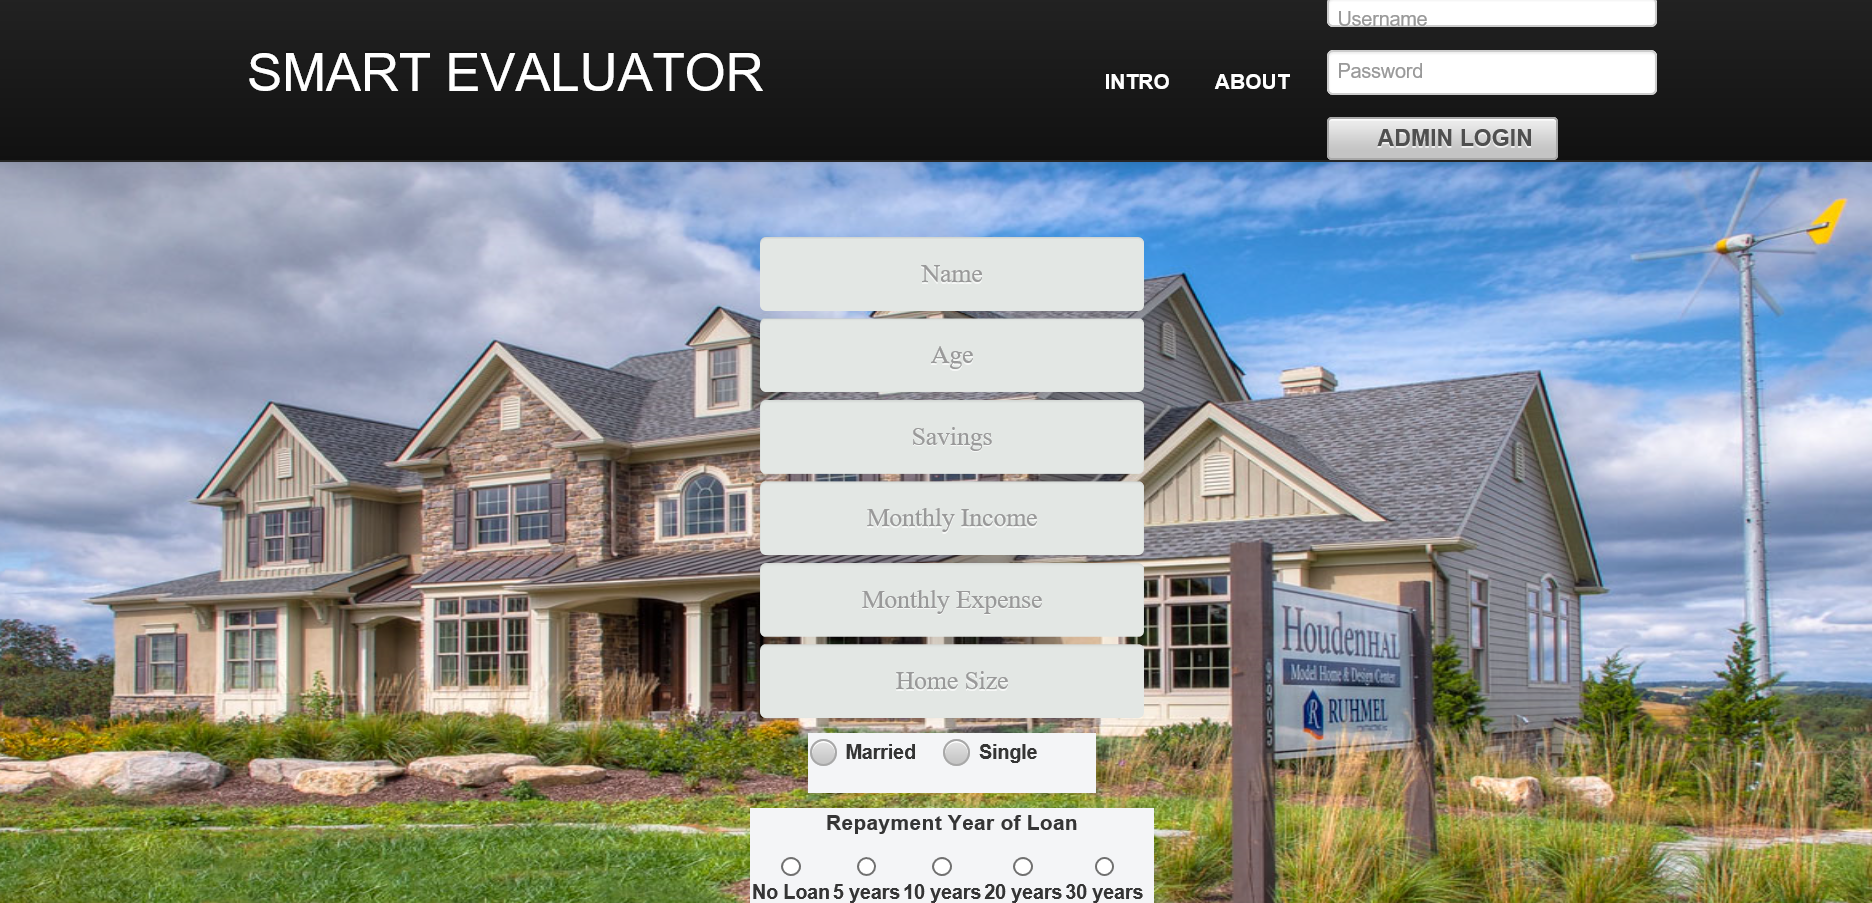 Username
SMART EVALUATOR
INTRO ABOUT
Password
ADMIN LOGIN
Name
Age
Savings
Monthly Income
Monthly Expense
Home Size
HoudenHAL
Model Home & Design Center
RUHMEL
9905
Married Single
Repayment Year of Loan
No Loan 5 years 10 years 20 years 30 years